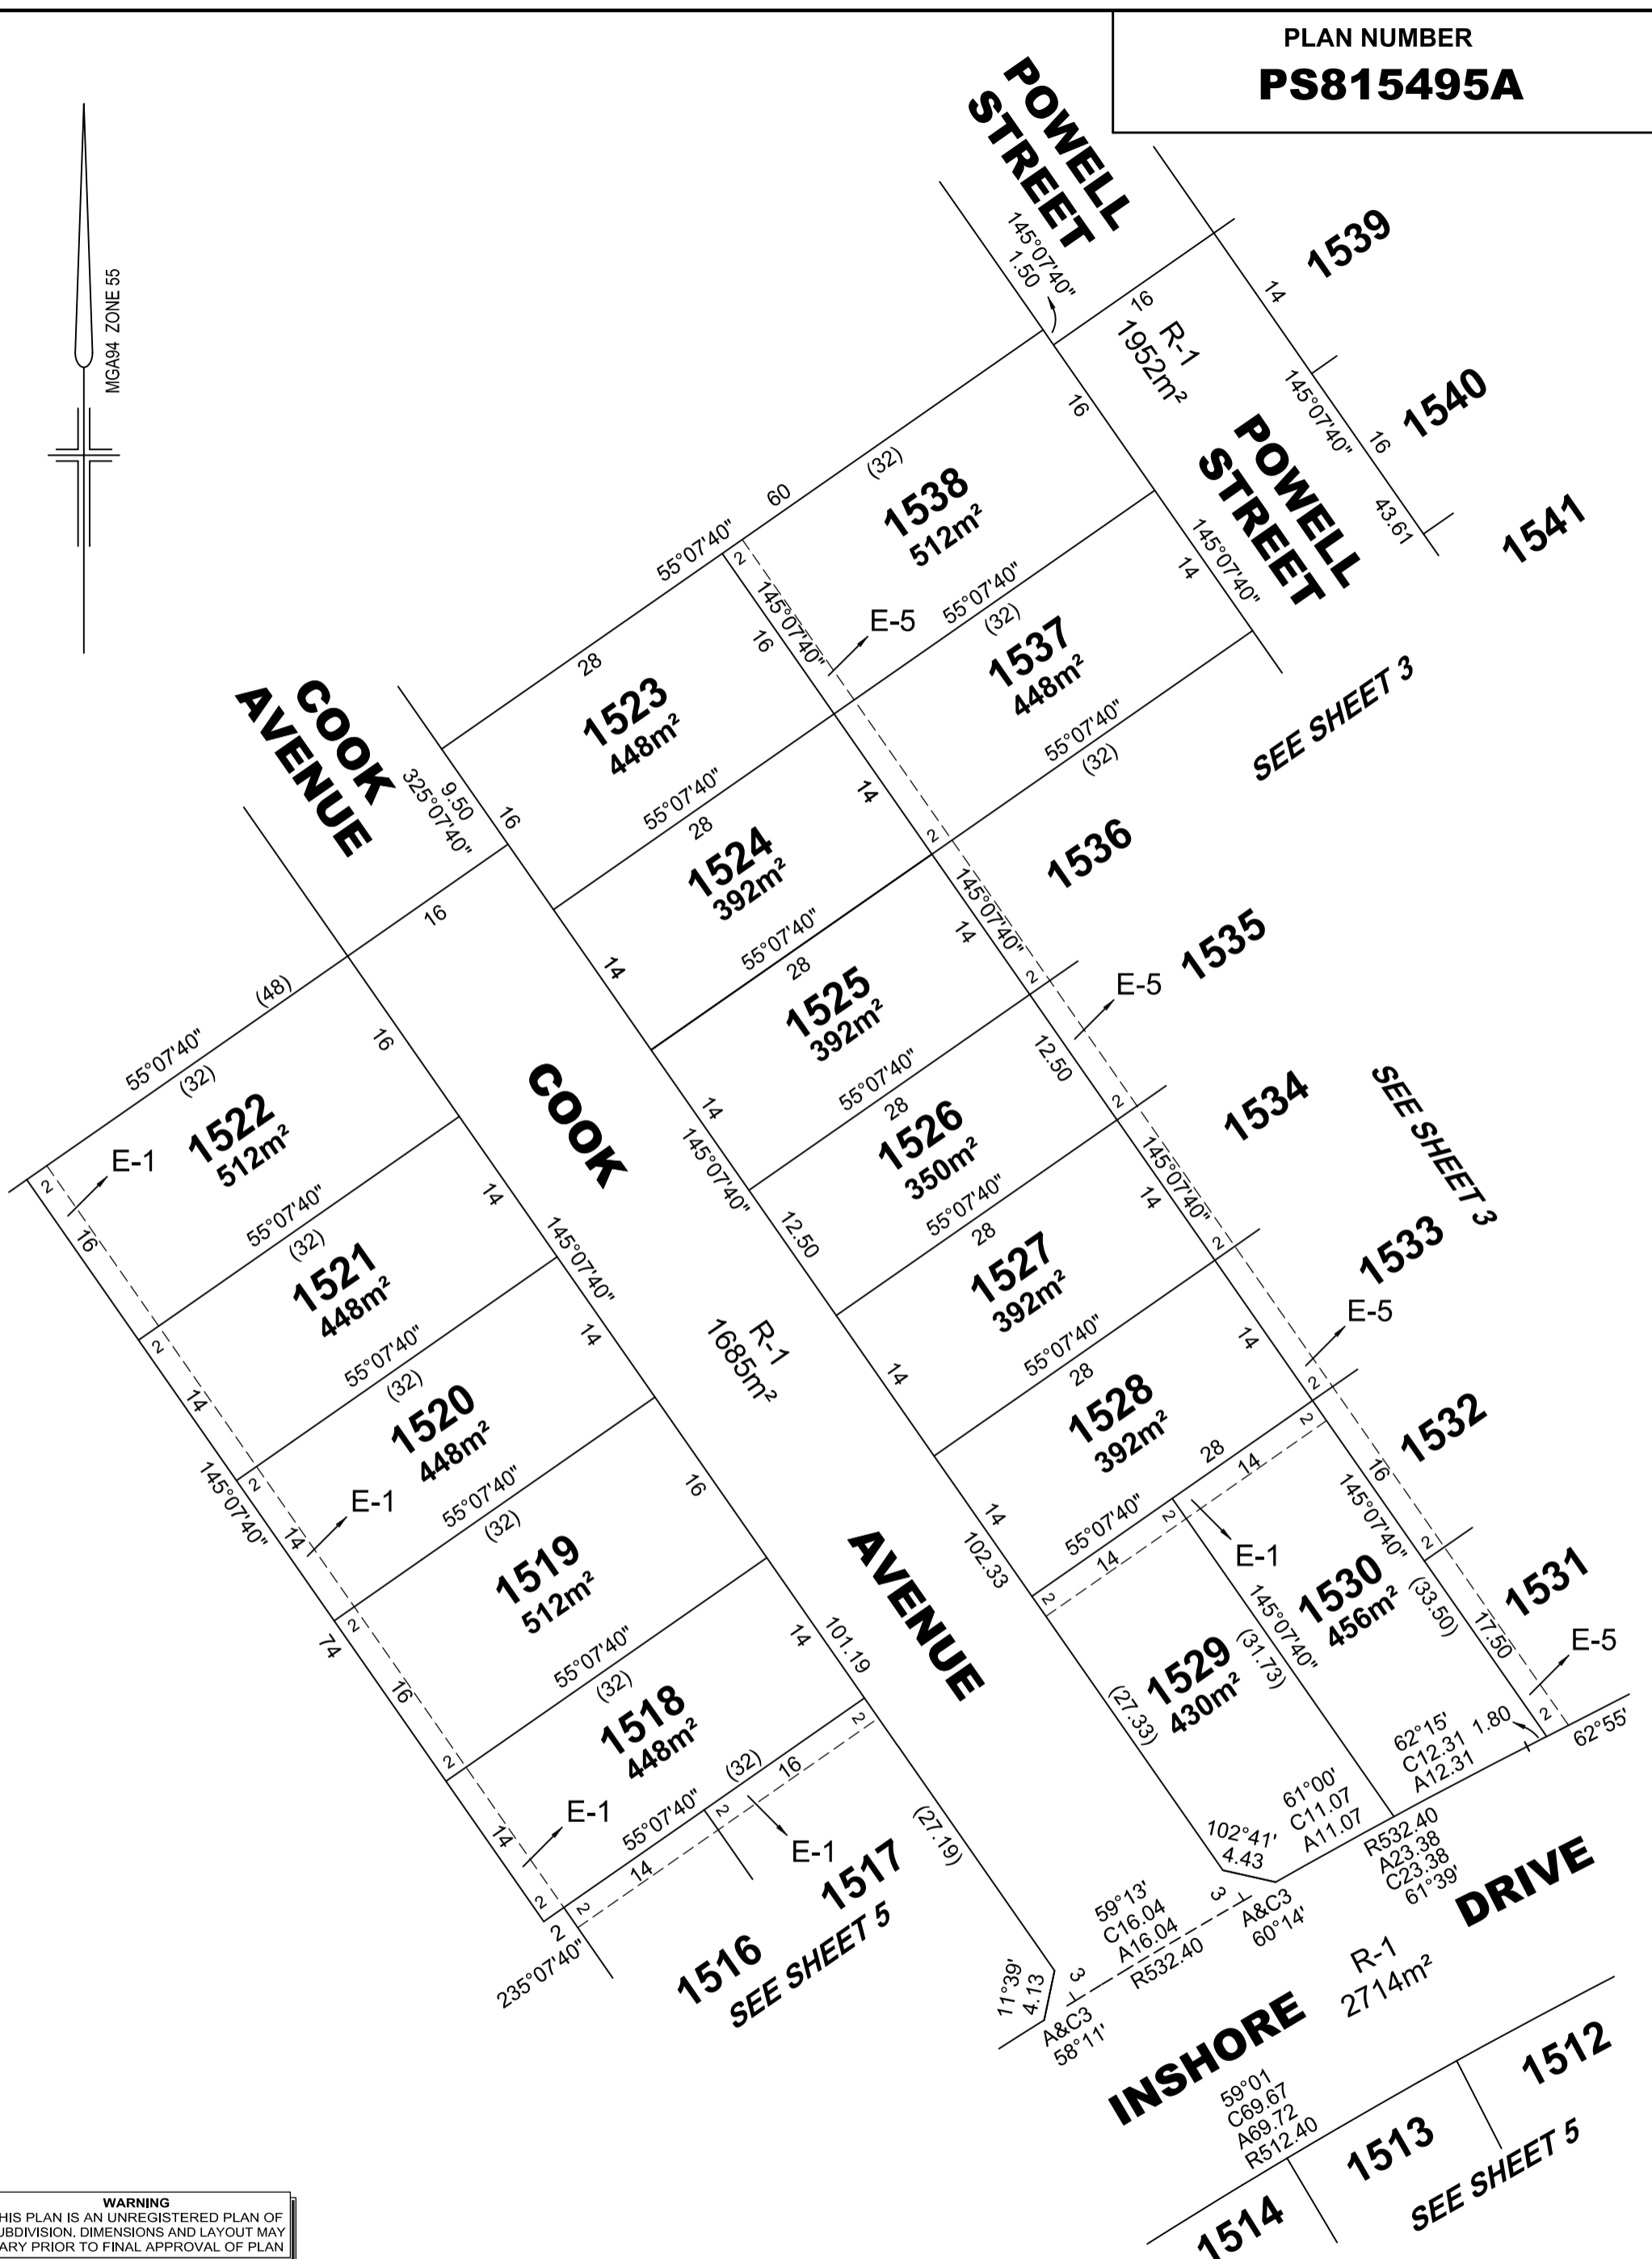 PLAN NUMBER
PS815495A
MGA94 ZONE 55
POWELL
STREET
145°07'40"
1.50
1539
14
16
R-1
1952m²
145°07'40"
1540
16
43.61
1541
POWELL
STREET
16
145°07'40"
14
(32)
1538
512m²
60
55°07'40"
2
145°07'40"
16
E-5
55°07'40"
(32)
1537
448m²
55°07'40"
(32)
SEE SHEET 3
28
1523
448m²
COOK
AVENUE
9.50
325°07'40"
16
55°07'40"
28
1524
392m²
14
2
1536
145°07'40"
14
16
14
55°07'40"
28
1525
392m²
2
E-5
1535
(48)
55°07'40"
(32)
1522
512m²
16
E-1
2
16
COOK
14
145°07'40"
55°07'40"
28
1526
350m²
12.50
2
1534
SEE SHEET 3
145°07'40"
14
12.50
55°07'40"
28
1527
392m²
2
1533
E-5
55°07'40"
(32)
1521
448m²
14
145°07'40"
2
14
R-1
1685m²
14
55°07'40"
28
1528
392m²
14
2
1532
55°07'40"
(32)
1520
448m²
14
2
145°07'40"
14
E-1
16
14
102.33
55°07'40"
28
14
14
2
2
2
E-1
16
145°07'40"
2
1531
55°07'40"
(32)
1519
512m²
2
74
16
AVENUE
14
101.19
1530
456m²
145°07'40"
(31.73)
(33.50)
17.50
E-5
1529
430m²
(27.33)
55°07'40"
(32)
1518
448m²
2
14
E-1
2
2
2
235°07'40"
55°07'40"
(32)
14
16
2
2
E-1
(27.19)
1517
1516
SEE SHEET 5
62°15'
C12.31
A12.31
1.80
2
62°55'
61°00'
C11.07
A11.07
102°41'
4.43
R532.40
A23.38
C23.38
61°39'
DRIVE
59°13'
C16.04
A16.04
R532.40
3
A&C3
60°14'
11°39'
4.13
3
A&C3
58°11'
INSHORE
R-1
2714m²
59°01
C69.67
A69.72
R512.40
1512
1513
1514
SEE SHEET 5
WARNING
HIS PLAN IS AN UNREGISTERED PLAN OF
UBDIVISION. DIMENSIONS AND LAYOUT MAY
ARY PRIOR TO FINAL APPROVAL OF PLAN